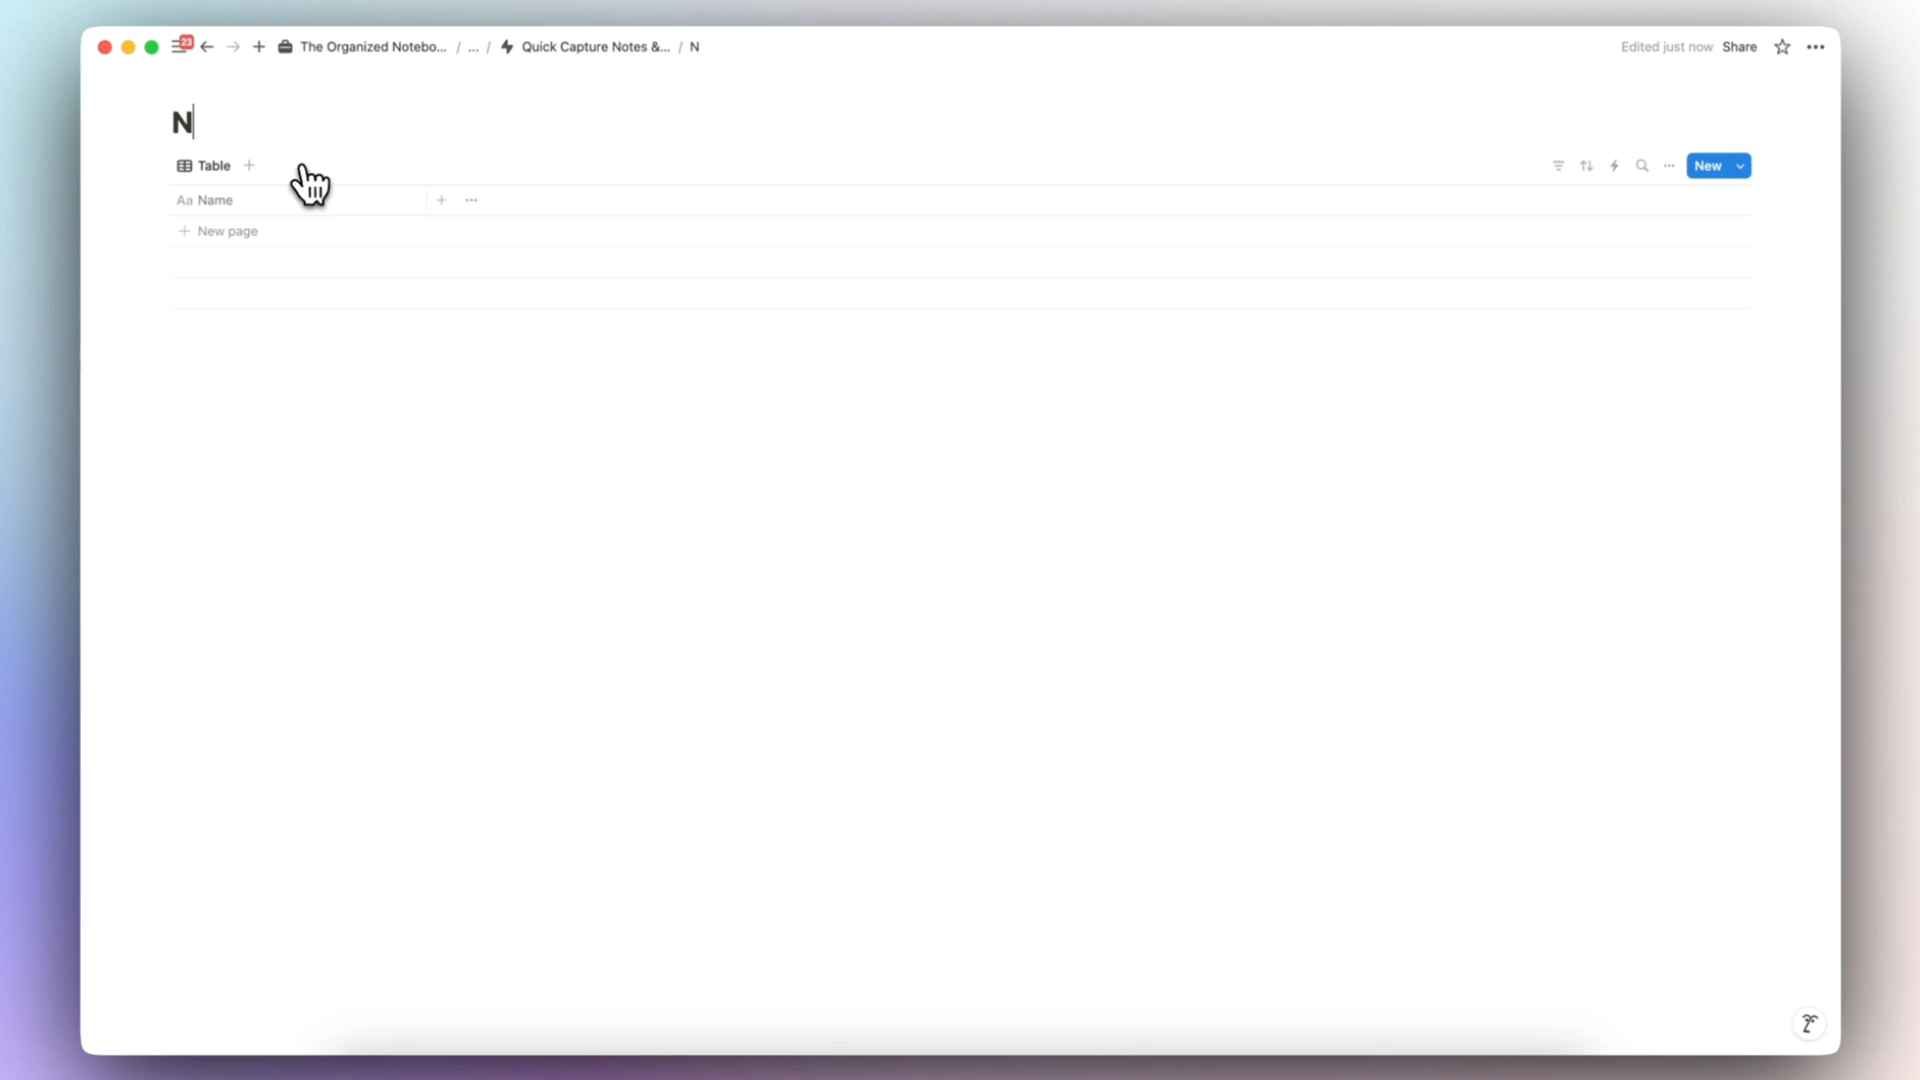 23 The Organized Notebo... / ... / Quick Capture Notes &... / N Edited just now Share
N
Table New
Aa Name
New page